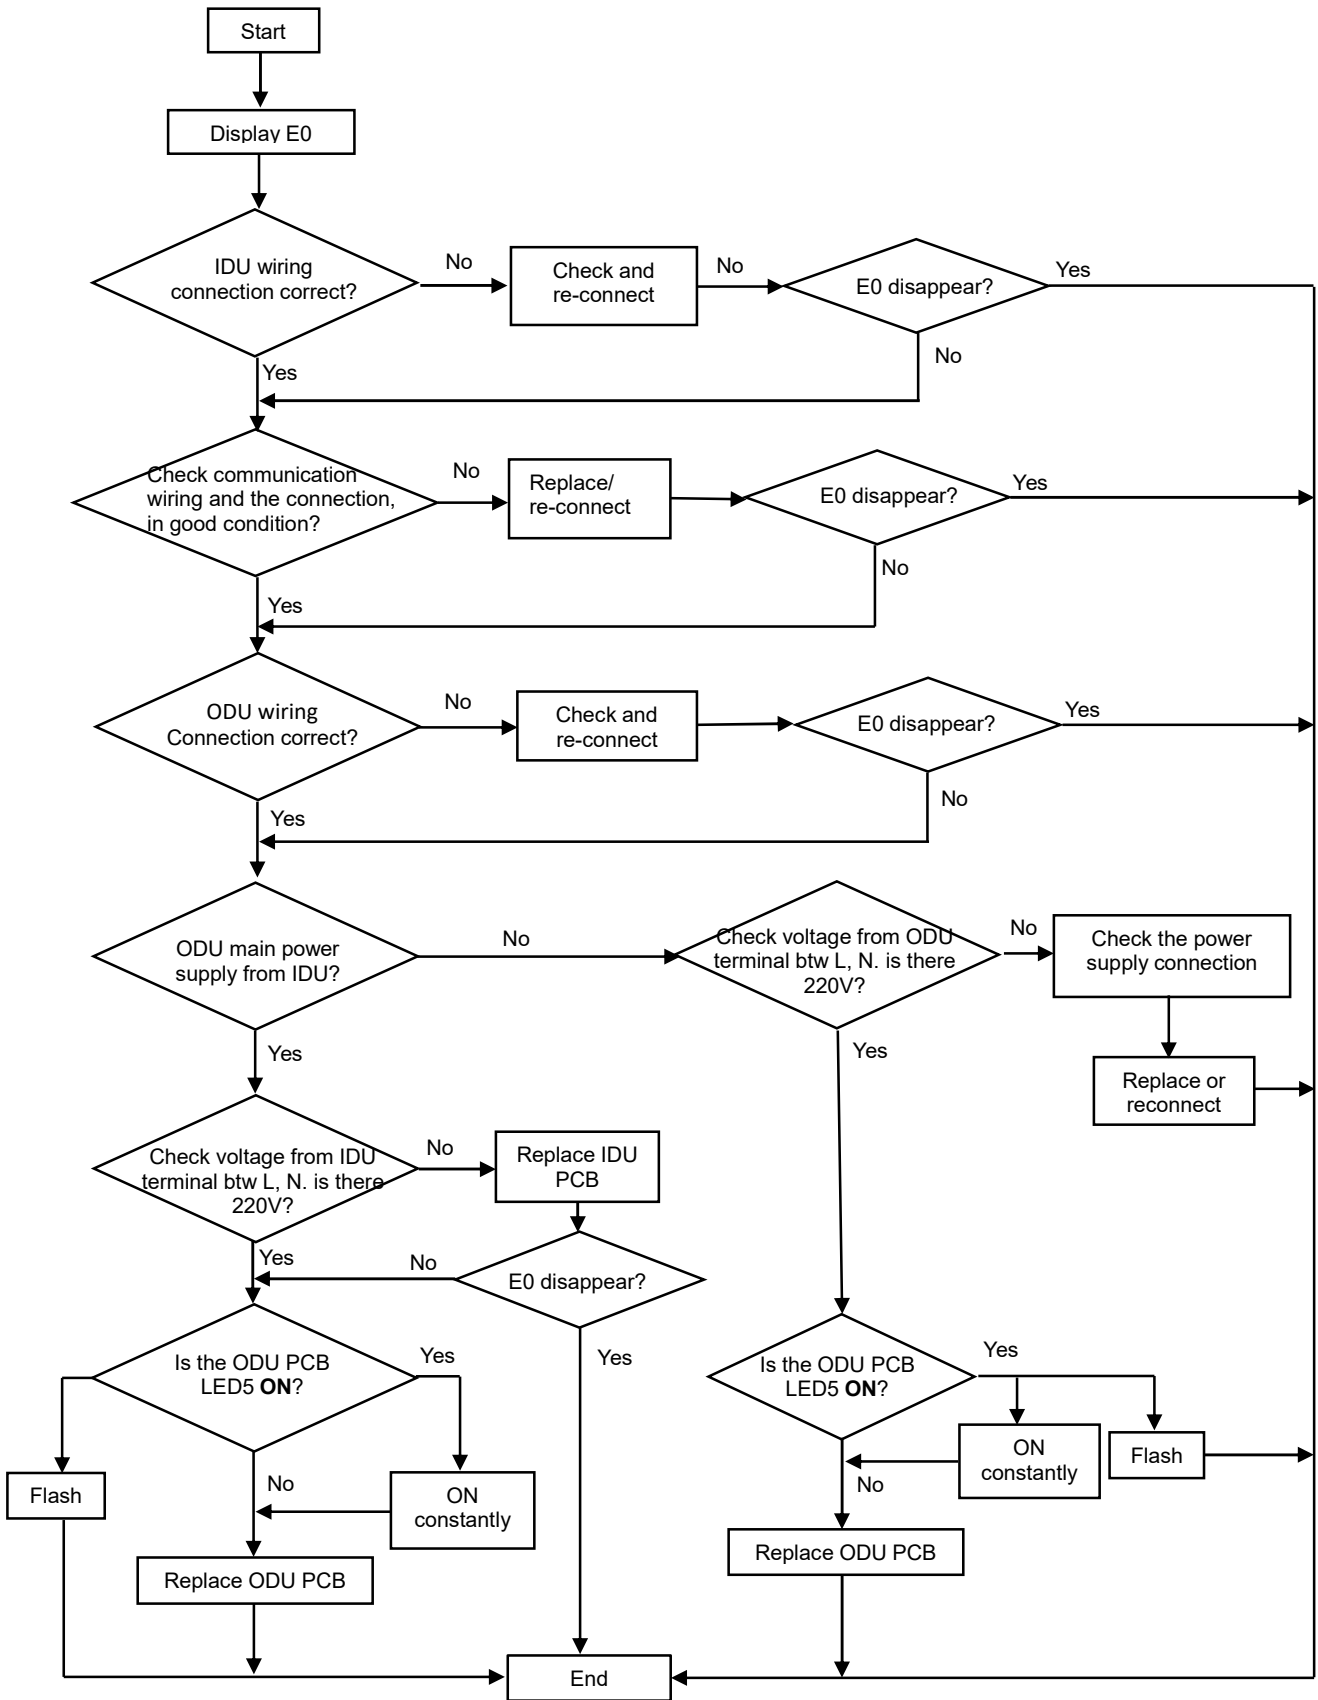 Start
Display E0
IDU wiring
connection correct?
No
Check and
re-connect
No
E0 disappear?
Yes
No
Yes
Check communication
wiring and the connection,
in good condition?
No
Replace/
re-connect
E0 disappear?
Yes
No
Yes
ODU wiring
Connection correct?
No
Check and
re-connect
E0 disappear?
Yes
No
Yes
ODU main power
supply from IDU?
No
Check voltage from ODU
terminal btw L, N. is there
220V?
No
Check the power
supply connection
Yes
Yes
Replace or
reconnect
Check voltage from IDU
terminal btw L, N. is there
220V?
No
Replace IDU
PCB
Yes
No
E0 disappear?
Yes
Is the ODU PCB
LED5 ON?
Yes
Is the ODU PCB
LED5 ON?
Yes
Flash
No
ON
constantly
No
ON
constantly
Flash
Replace ODU PCB
Replace ODU PCB
End